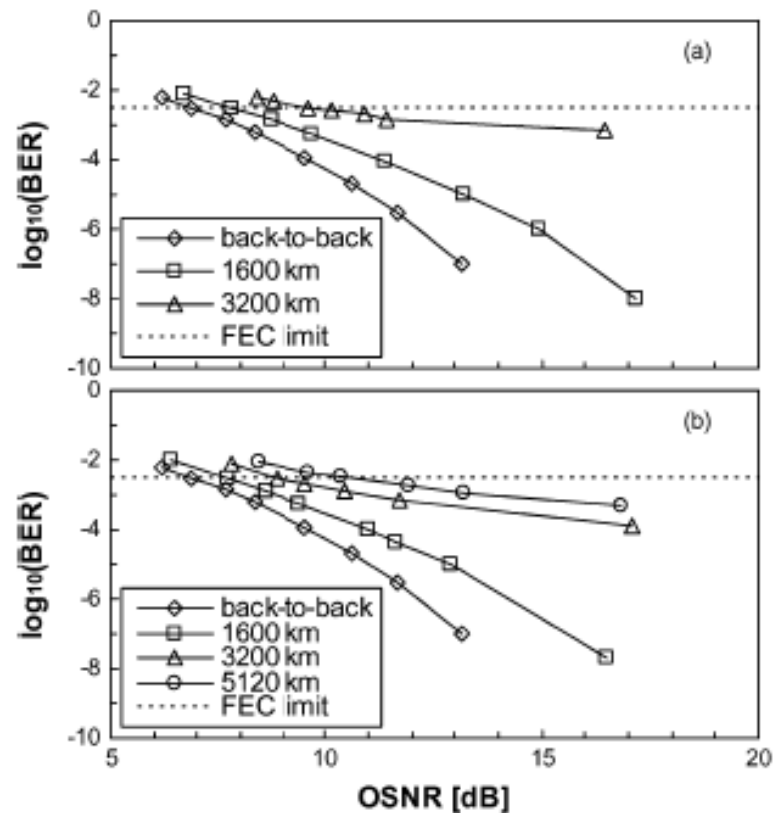 0
(a)
-2
-4
-6
-8
-10
log10(BER)
back-to-back
1600 km
3200 km
FEC limit
0
(b)
-2
-4
-6
-8
-10
log10(BER)
back-to-back
1600 km
3200 km
5120 km
FEC limit
5 10 15 20
OSNR [dB]